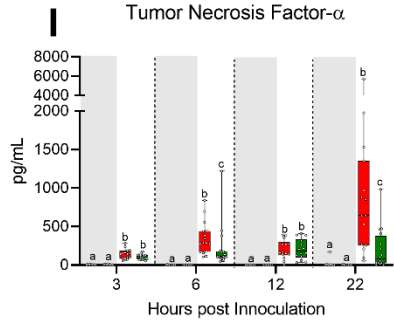 I
Tumor Necrosis Factor-α
8000
6000
4000
2000
1500
1000
500
0
pg/mL
a a b b
a a b c
a a b b
a a b c
3 6 12 22
Hours post Innoculation